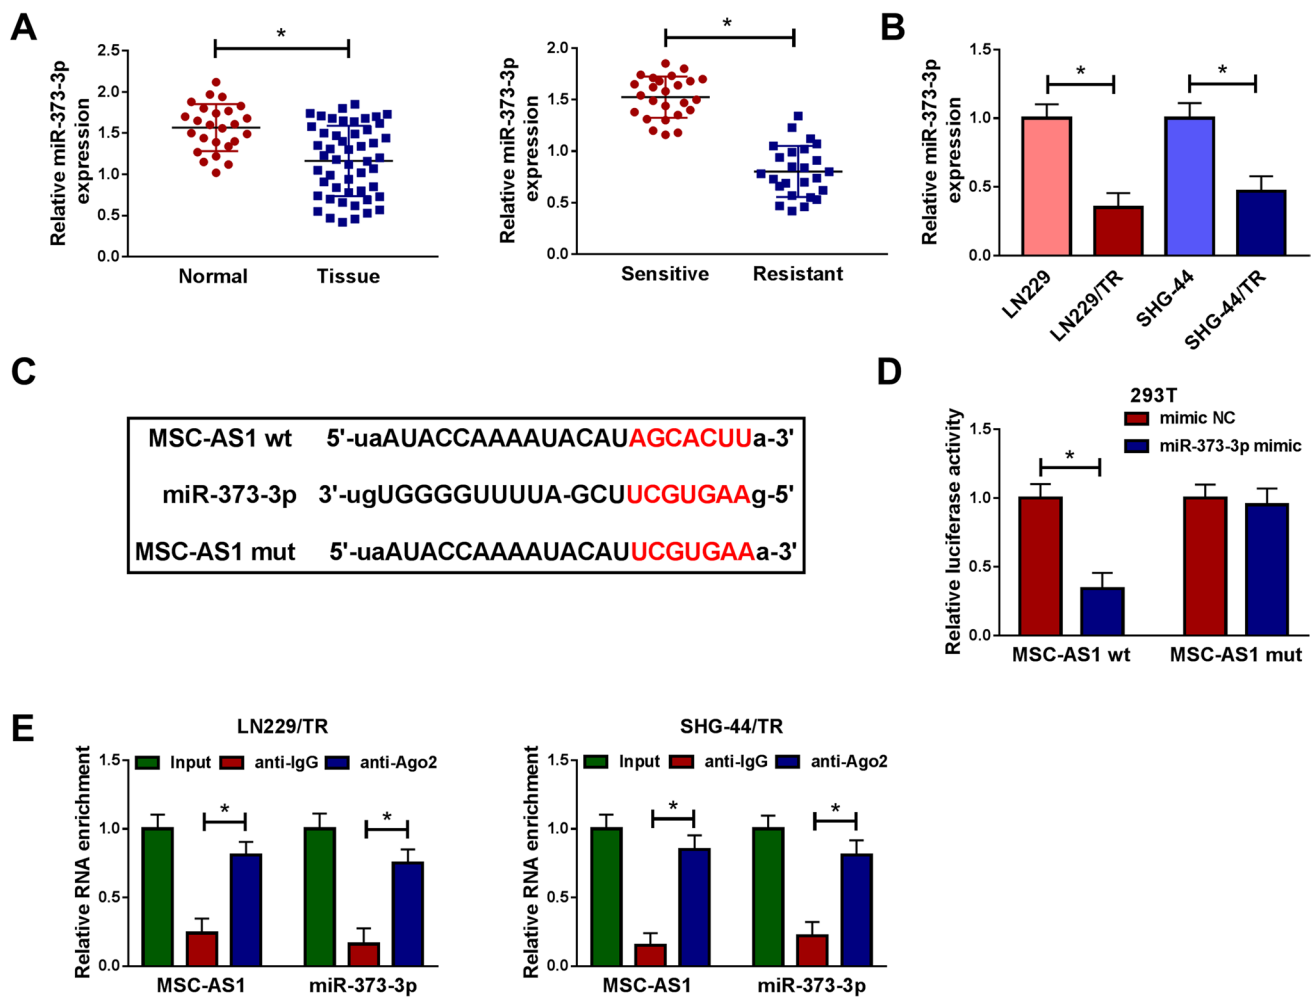 A
Relative miR-373-3p
expression
2.5
2.0
1.5
1.0
0.5
0.0
*
Normal
Tissue
Relative miR-373-3p
expression
2.0
1.5
1.0
0.5
0.0
*
Sensitive
Resistant
B
Relative miR-373-3p
expression
1.5
1.0
0.5
0.0
*
*
LN229
LN229/TR
SHG-44
SHG-44/TR
C
MSC-AS1 wt 5'-uaAUACCAAAAUACAUAGCACUUa-3'
miR-373-3p 3'-ugUGGGGUUUUA-GCUUCGUGAAg-5'
MSC-AS1 mut 5'-uaAUACCAAAAUACAUUCGUGAAa-3'
D
293T
mimic NC
miR-373-3p mimic
Relative luciferase activity
1.5
1.0
0.5
0.0
*
MSC-AS1 wt
MSC-AS1 mut
E
LN229/TR
Input anti-IgG anti-Ago2
Relative RNA enrichment
1.5
1.0
0.5
0.0
*
*
MSC-AS1
miR-373-3p
SHG-44/TR
Input anti-IgG anti-Ago2
Relative RNA enrichment
1.5
1.0
0.5
0.0
*
*
MSC-AS1
miR-373-3p